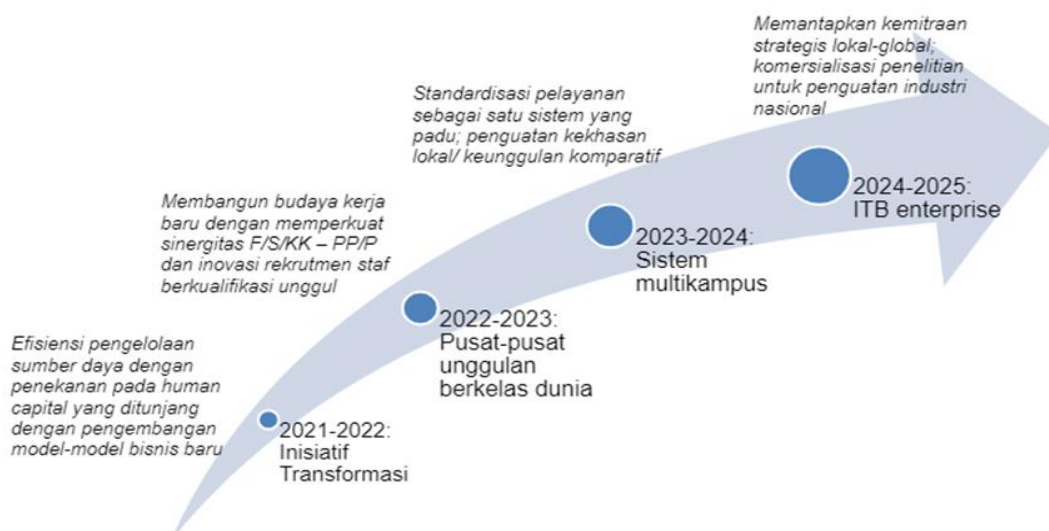 Efisiensi pengelolaan
sumber daya dengan
penekanan pada human
capital yang ditunjang
dengan pengembangan
model-model bisnis baru
2021-2022:
Inisiatif
Transformasi
Membangun budaya kerja
baru dengan memperkuat
sinergitas F/S/KK – PP/P
dan inovasi rekrutmen staf
berkualifikasi unggul
2022-2023:
Pusat-pusat
unggulan
berkelas dunia
Standardisasi pelayanan
sebagai satu sistem yang
padu; penguatan kekhasan
lokal/ keunggulan komparatif
2023-2024:
Sistem
multikampus
Memantapkan kemitraan
strategis lokal-global;
komersialisasi penelitian
untuk penguatan industri
nasional
2024-2025:
ITB enterprise